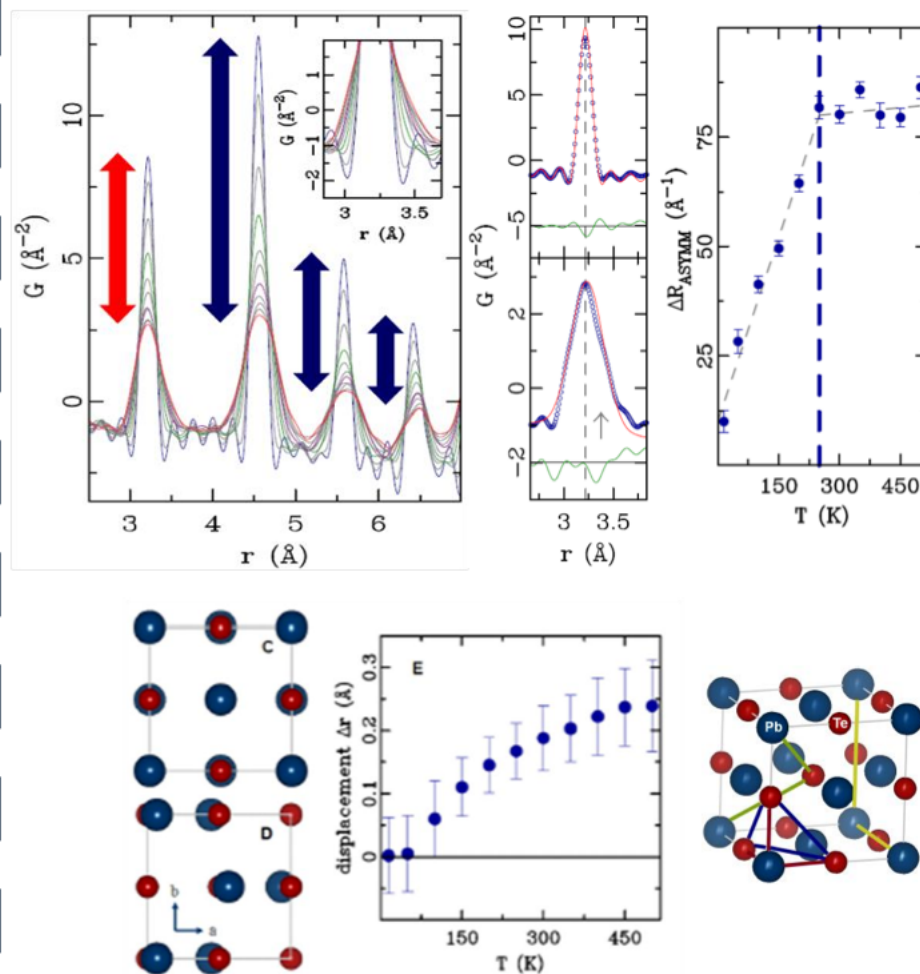 10
5
0
G (Å⁻²)
3
4
5
6
r (Å)
1
0
-1
-2
G (Å⁻²)
3
3.5
r (Å)
10
5
0
-5
2
0
-2
G (Å⁻²)
3
3.5
r (Å)
75
50
25
ΔR_ASYMM (Å⁻¹)
150
300
450
T (K)
C
D
b
a
E
0.3
0.2
0.1
0
displacement Δr (Å)
150
300
450
T (K)
Pb
Te